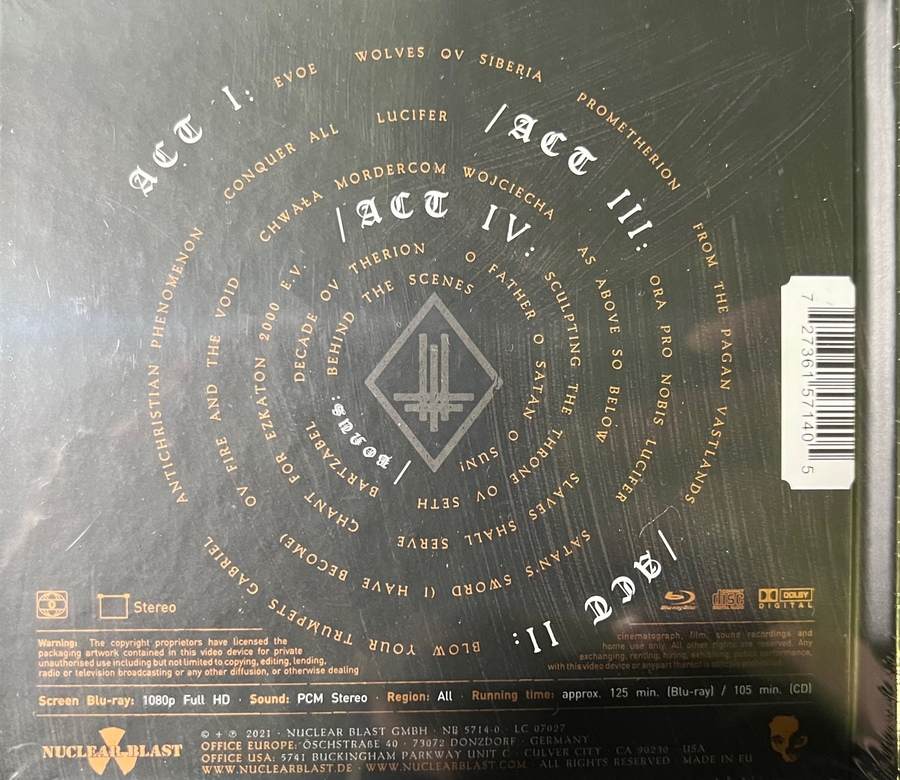 ACT I:
EVOE
WOLVES OV SIBERIA
PROMETHERION
FROM THE PAGAN VASTLANDS
/ACT II:
BLOW YOUR TRUMPETS GABRIEL
ANTICHRISTIAN PHENOMENON
CONQUER ALL
LUCIFER
/ACT III:
ORA PRO NOBIS LUCIFER
SATAN'S SWORD (I HAVE BECOME)
OV FIRE AND THE VOID
CHWAŁA MORDERCOM WOJCIECHA
AS ABOVE SO BELOW
SLAVES SHALL SERVE
CHANT FOR EZKATON 2000 E.V.
/ACT IV:
SCULPTING THE THRONE OV SETH
BARTZABEL
DECADE OV THERION
O FATHER O SATAN O SUN!
/Bonus:
BEHIND THE SCENES
7 27361 57140 5
Stereo
Blu-ray Disc
disc
DOLBY
DIGITAL
Warning: The copyright proprietors have licensed the
packaging artwork contained in this video device for private
unauthorised use including but not limited to copying, editing, lending,
radio or television broadcasting or any other diffusion, or otherwise dealing
cinematograph, film, sound recordings and
home use only. All other rights are reserved. Any
exchanging, renting, hiring, exhibiting, public performance,
with this video device or any part thereof is strictly
Screen Blu-ray: 1080p Full HD · Sound: PCM Stereo · Region: All · Running time: approx. 125 min. (Blu-ray) / 105 min. (CD)
NUCLEAR BLAST
© + ℗ 2021 · NUCLEAR BLAST GMBH · NB 5714-0 · LC 07027
OFFICE EUROPE: ÖSCHSTRAßE 40 · 73072 DONZDORF · GERMANY
OFFICE USA: 5741 BUCKINGHAM PARKWAY UNIT C · CULVER CITY · CA 90230 · USA
WWW.NUCLEARBLAST.DE · WWW.NUCLEARBLAST.COM · ALL RIGHTS RESERVED · MADE IN EU